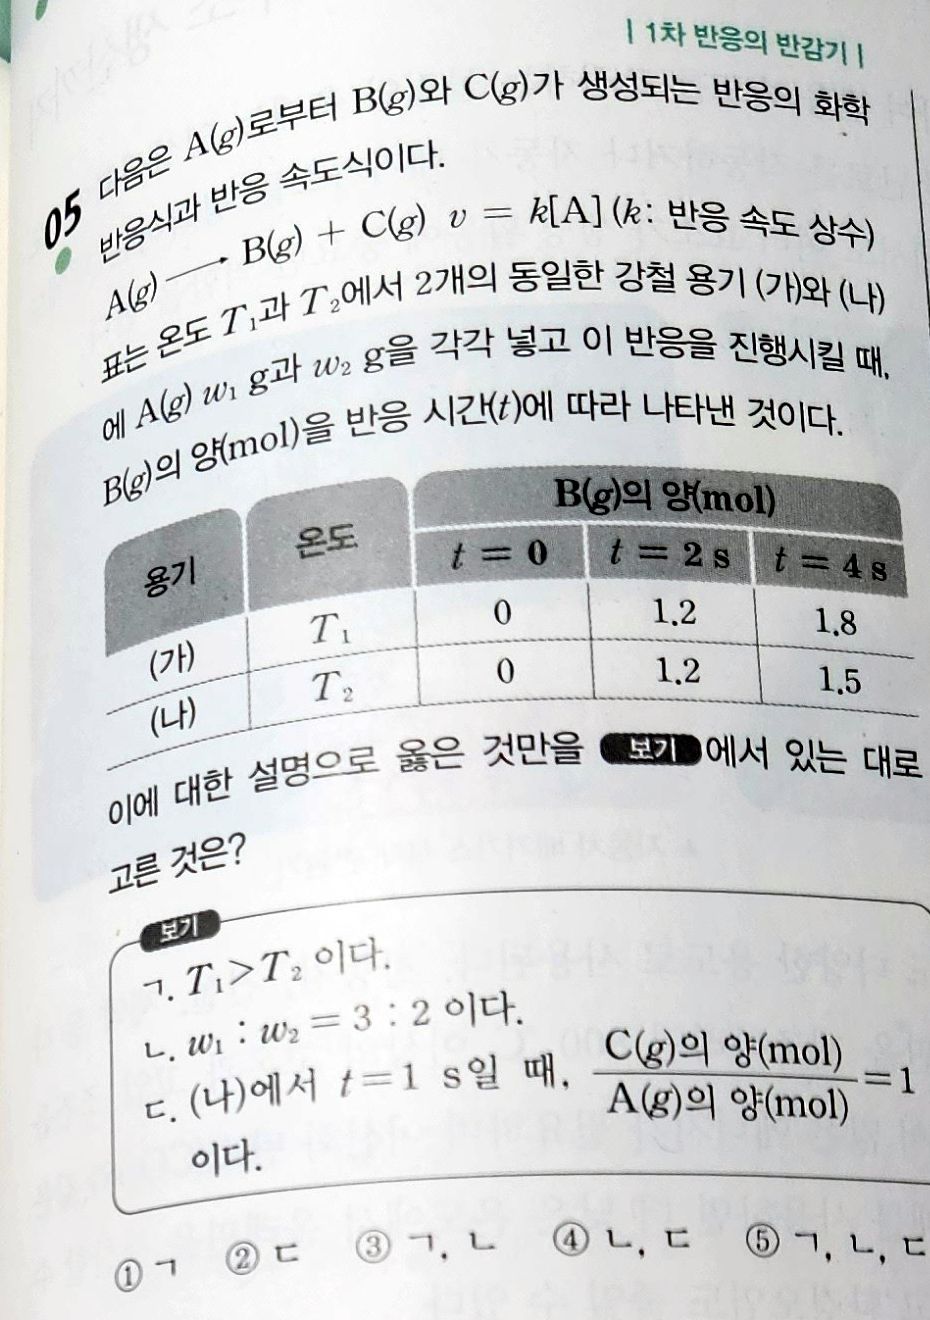 | 1차 반응의 반감기 |
05 다음은 A(g)로부터 B(g)와 C(g)가 생성되는 반응의 화학
반응식과 반응 속도식이다.
A(g) ⟶ B(g) + C(g) v = k[A] (k: 반응 속도 상수)
표는 온도 T₁과 T₂에서 2개의 동일한 강철 용기 (가)와 (나)
에 A(g) w₁ g과 w₂ g을 각각 넣고 이 반응을 진행시킬 때,
B(g)의 양(mol)을 반응 시간(t)에 따라 나타낸 것이다.
용기 온도 B(g)의 양(mol)
t = 0 t = 2 s t = 4 s
(가) T₁ 0 1.2 1.8
(나) T₂ 0 1.2 1.5
이에 대한 설명으로 옳은 것만을 보기 에서 있는 대로
고른 것은?
보기
ㄱ. T₁>T₂ 이다.
ㄴ. w₁ : w₂ = 3 : 2 이다.
ㄷ. (나)에서 t=1 s일 때, C(g)의 양(mol)/A(g)의 양(mol) =1
이다.
① ㄱ ② ㄷ ③ ㄱ, ㄴ ④ ㄴ, ㄷ ⑤ ㄱ, ㄴ, ㄷ